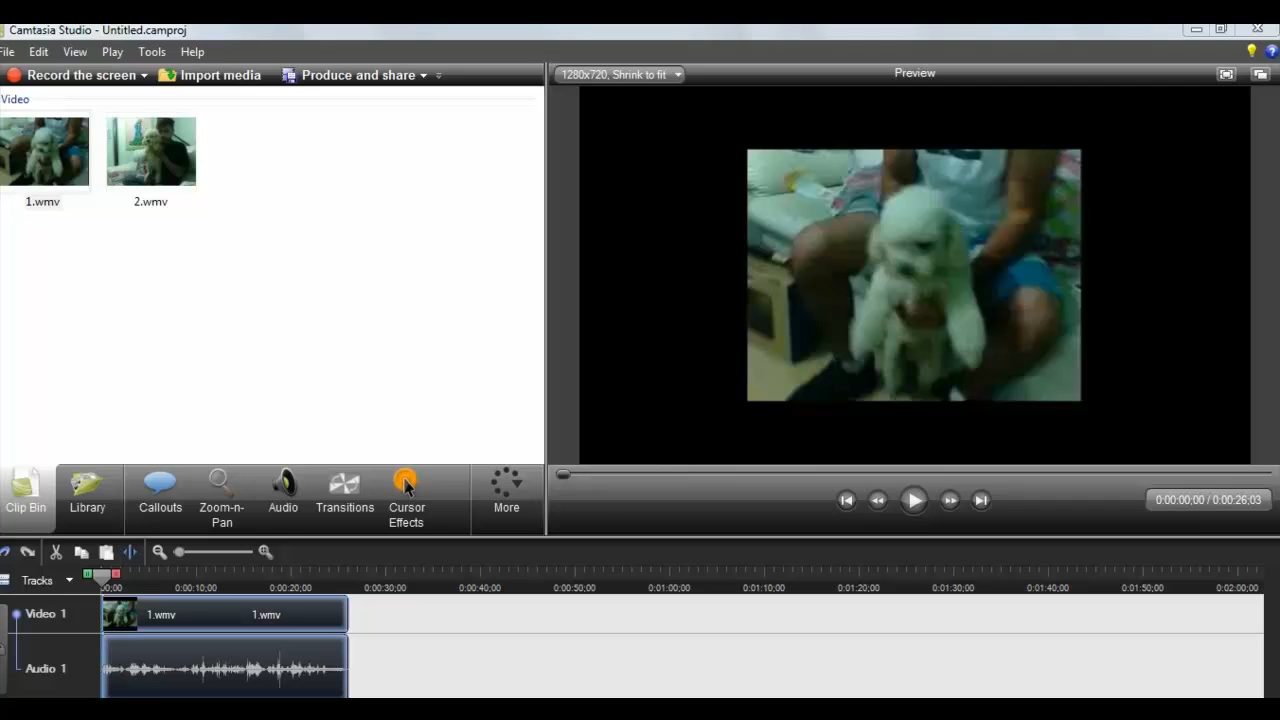 Camtasia Studio - Untitled.camproj
File Edit View Play Tools Help
Record the screen Import media Produce and share
1280x720, Shrink to fit
Preview
Video
1.wmv
2.wmv
Clip Bin
Library
Callouts
Zoom-n-Pan
Audio
Transitions
Cursor Effects
More
0:00:00;00 / 0:00:26;03
Tracks
00;00 0:00:10;00 0:00:20;00 0:00:30;00 0:00:40;00 0:00:50;00 0:01:00;00 0:01:10;00 0:01:20;00 0:01:30;00 0:01:40;00 0:01:50;00 0:02:00;00
Video 1
1.wmv 1.wmv
Audio 1